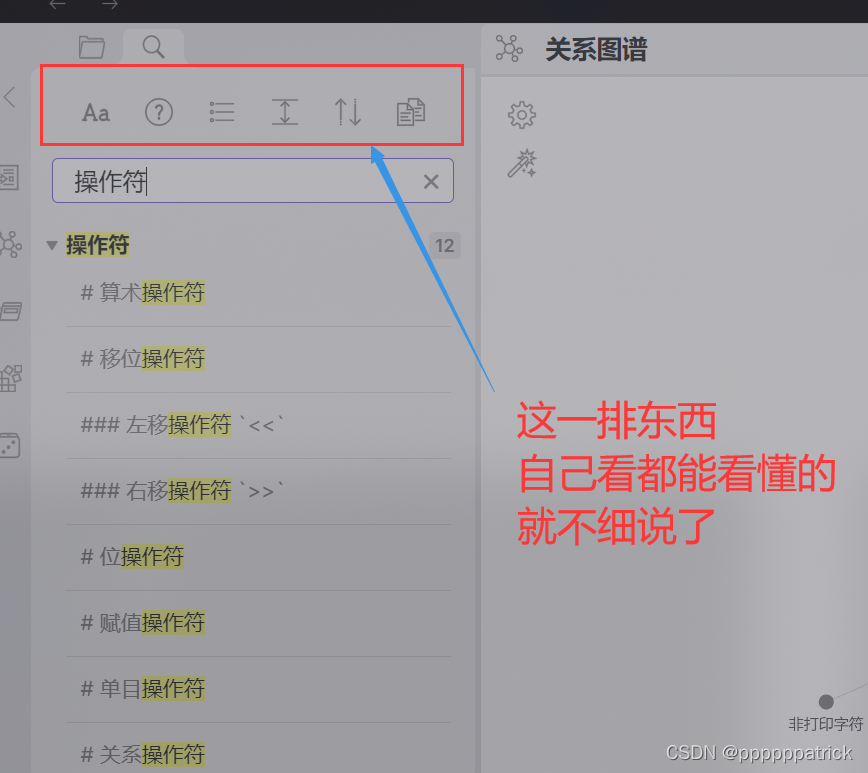 关系图谱
Aa
操作符
操作符
12
# 算术操作符
# 移位操作符
### 左移操作符 `<<`
### 右移操作符 `>>`
# 位操作符
# 赋值操作符
# 单目操作符
# 关系操作符
这一排东西
自己看都能看懂的
就不细说了
非打印字符
CSDN @ppppppatrick